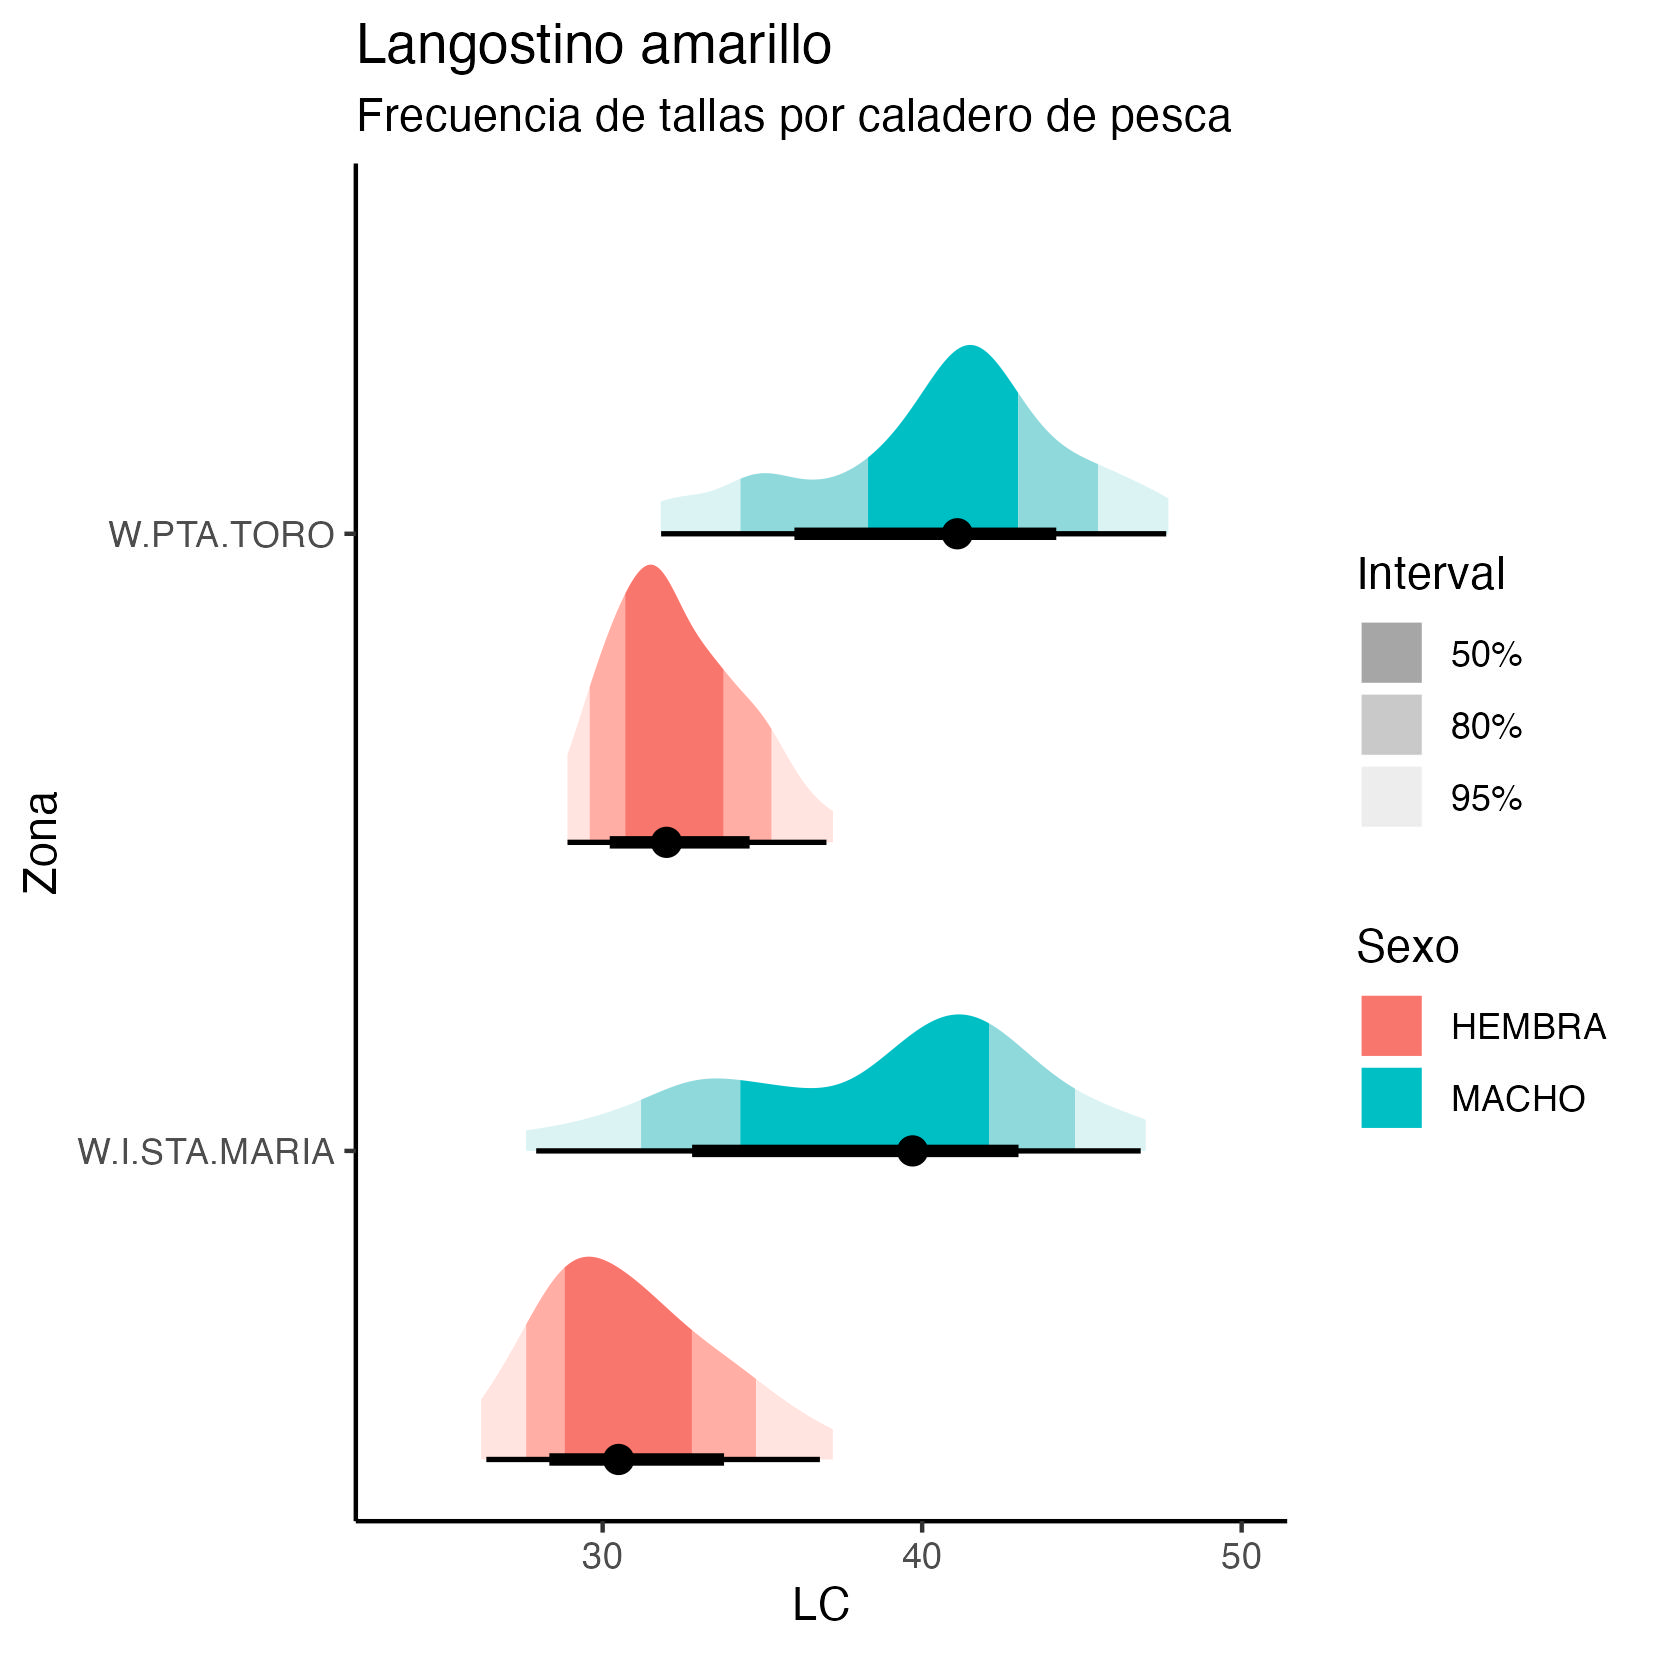 Langostino amarillo
Frecuencia de tallas por caladero de pesca
Zona
W.PTA.TORO
W.I.STA.MARIA
30
40
50
LC
Interval
50%
80%
95%
Sexo
HEMBRA
MACHO